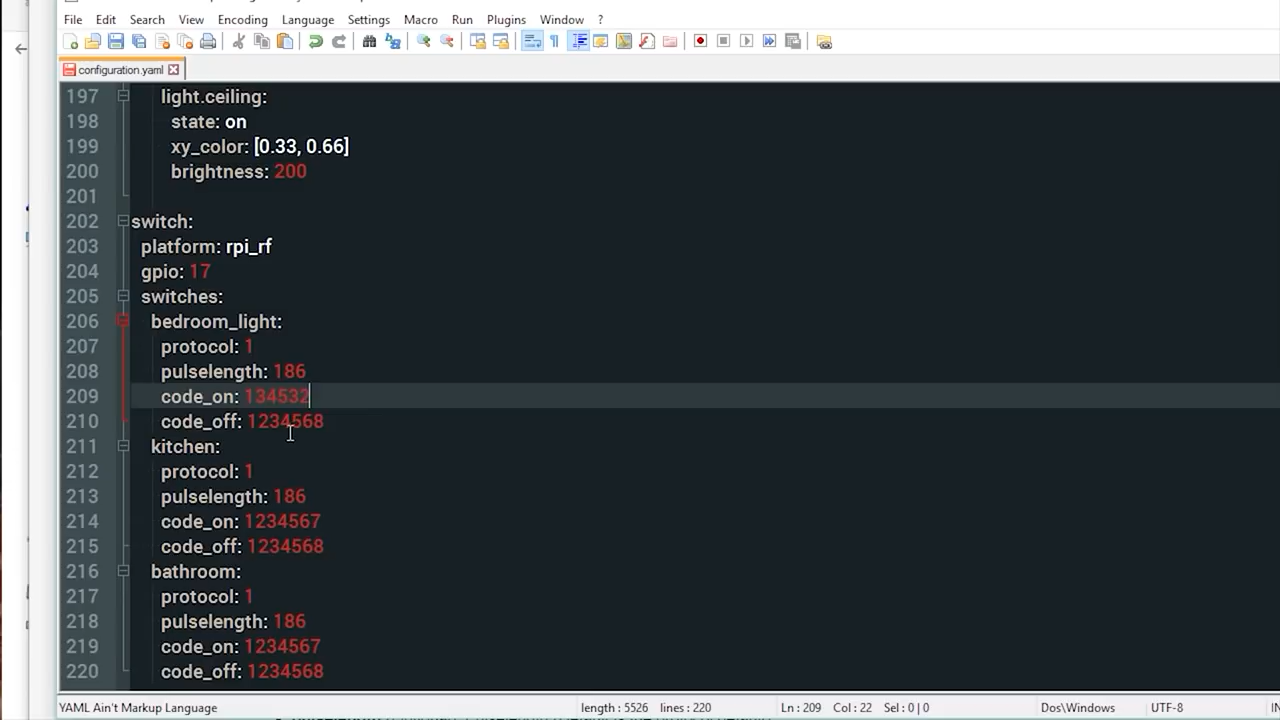 File Edit Search View Encoding Language Settings Macro Run Plugins Window ?
configuration.yaml
197 light.ceiling:
198 state: on
199 xy_color: [0.33, 0.66]
200 brightness: 200
201
202 switch:
203 platform: rpi_rf
204 gpio: 17
205 switches:
206 bedroom_light:
207 protocol: 1
208 pulselength: 186
209 code_on: 134532
210 code_off: 1234568
211 kitchen:
212 protocol: 1
213 pulselength: 186
214 code_on: 1234567
215 code_off: 1234568
216 bathroom:
217 protocol: 1
218 pulselength: 186
219 code_on: 1234567
220 code_off: 1234568
YAML Ain't Markup Language length : 5526 lines : 220 Ln : 209 Col : 22 Sel : 0 | 0 Dos\Windows UTF-8